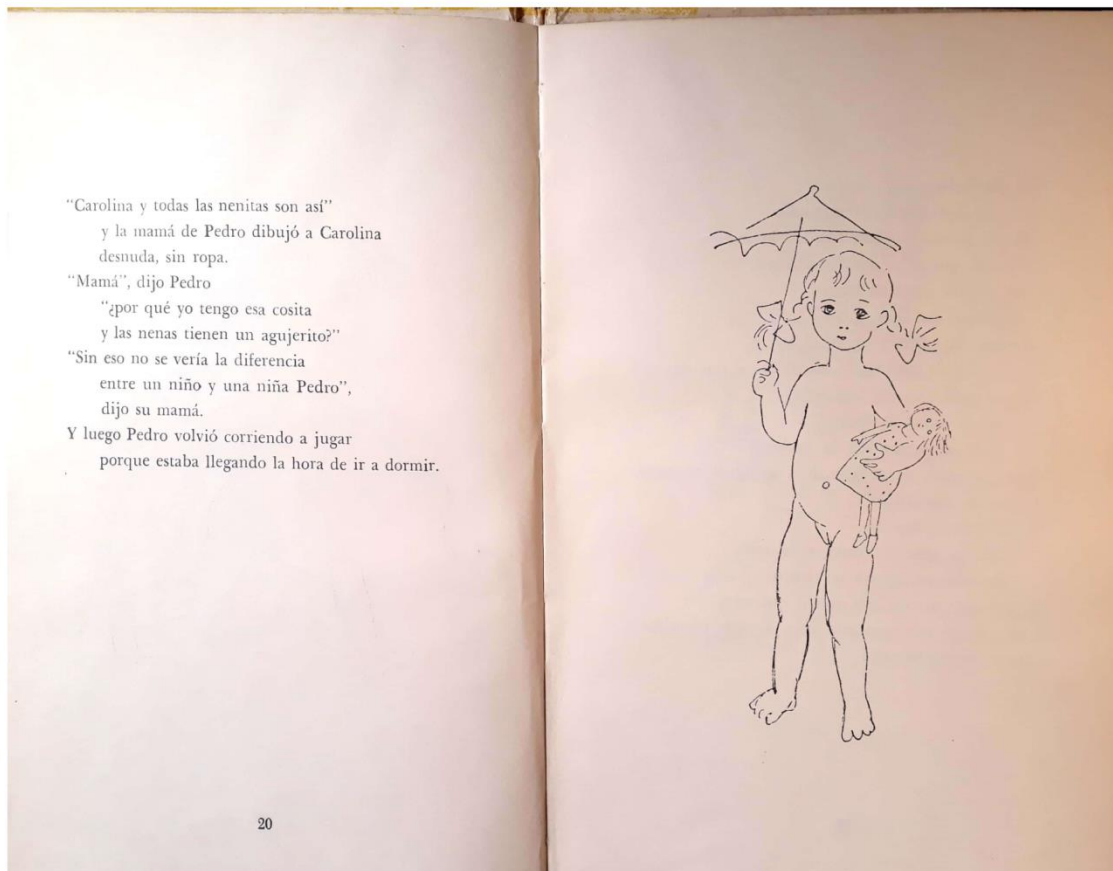 “Carolina y todas las nenitas son así”
y la mamá de Pedro dibujó a Carolina
desnuda, sin ropa.
“Mamá”, dijo Pedro
“¿por qué yo tengo esa cosita
y las nenas tienen un agujerito?”
“Sin eso no se vería la diferencia
entre un niño y una niña Pedro”,
dijo su mamá.
Y luego Pedro volvió corriendo a jugar
porque estaba llegando la hora de ir a dormir.
20